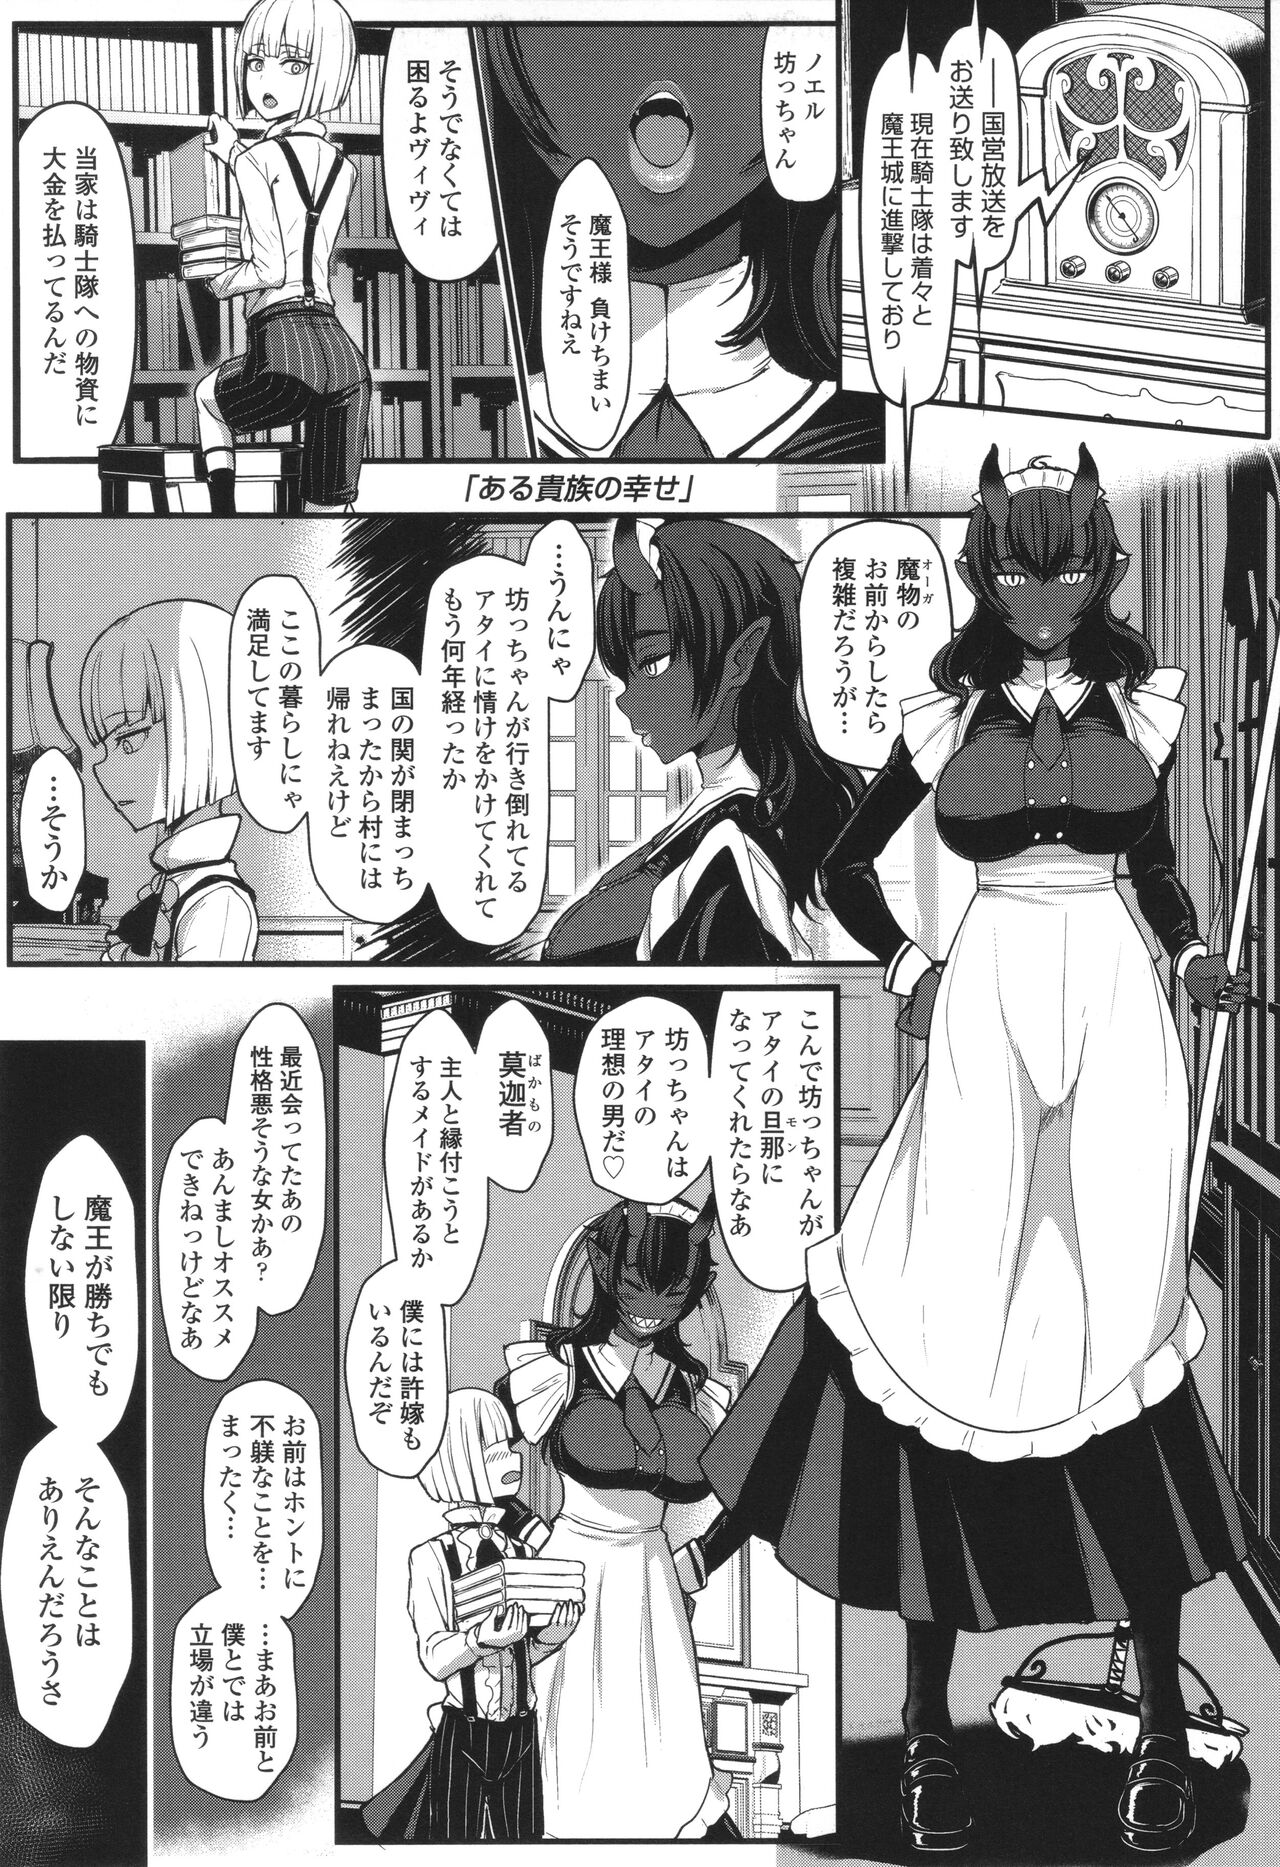 ――国営放送を
お送り致します
現在騎士隊は着々と
魔王城に進撃しており
ノエル
坊っちゃん
魔王様 負けちまい
そうですねえ
そうでなくては
困るよヴィヴィ
当家は騎士隊への物資に
大金を払ってるんだ
「ある貴族の幸せ」
魔物の
オーガ
お前からしたら
複雑だろうが…
…うんにゃ
坊っちゃんが行き倒れてる
アタイに情けをかけてくれて
もう何年経ったか
国の関が閉まっち
まったから村には
帰れねえけど
ここの暮らしにゃ
満足してます
…そうか
こんで坊っちゃんが
アタイの旦那に
モン
なってくれたらなあ
坊っちゃんは
アタイの
理想の男だ♡
莫迦者
ばかもの
主人と縁付こうと
するメイドがあるか
僕には許嫁も
いるんだぞ
最近会ってたあの
性格悪そうな女かあ?
あんましオススメ
できねっけどなあ
お前はホントに
不躾なことを…
まったく…
…まあお前と
僕とでは
立場が違う
魔王が勝ちでも
しない限り
そんなことは
ありえんだろうさ